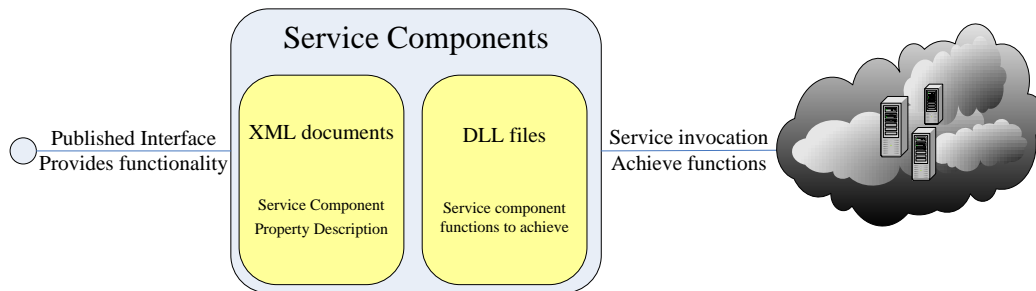 Service Components
Published Interface
Provides functionality
XML documents
Service Component
Property Description
DLL files
Service component
functions to achieve
Service invocation
Achieve functions